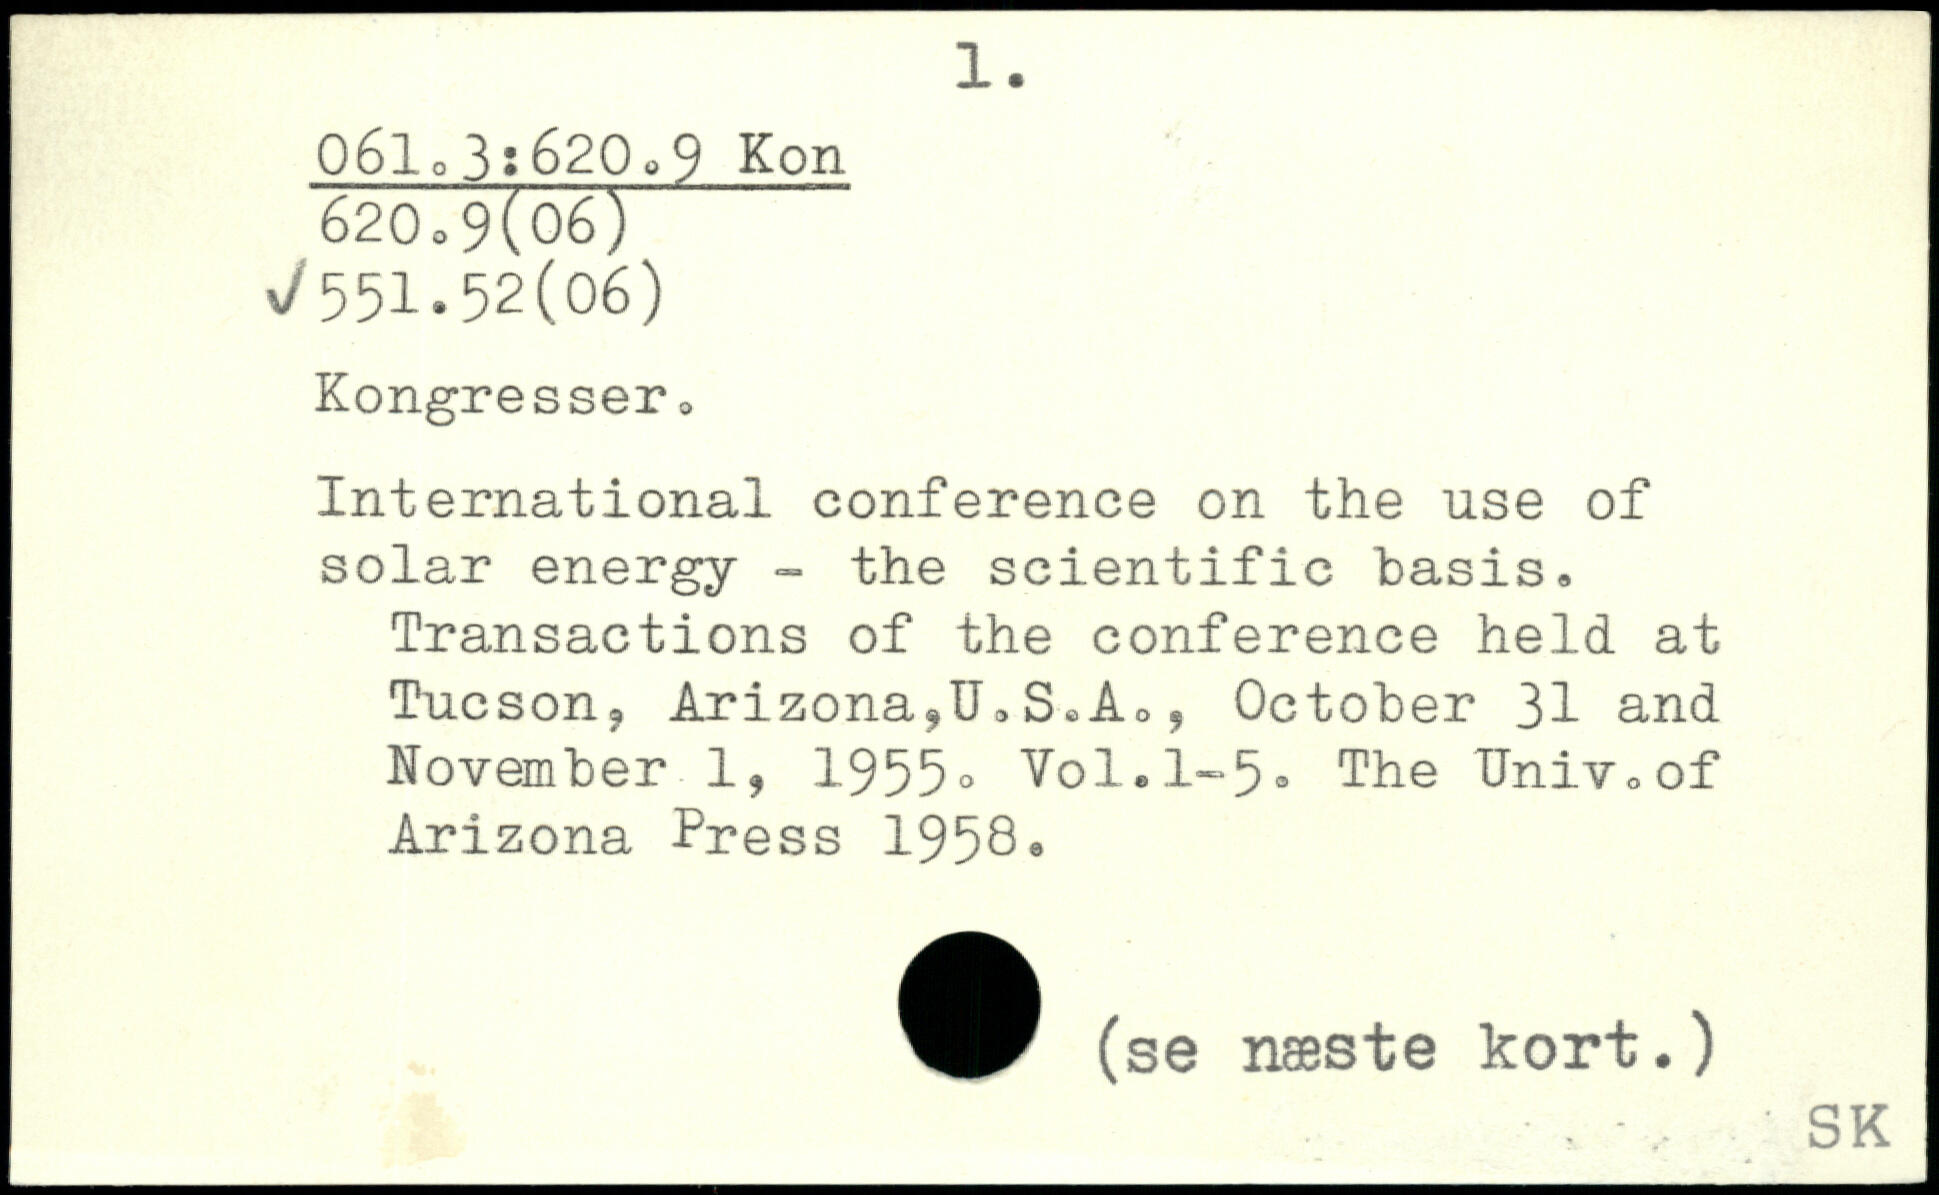 1.
061.3:620.9 Kon
620.9(06)
✓551.52(06)
Kongresser.
International conference on the use of
solar energy - the scientific basis.
Transactions of the conference held at
Tucson, Arizona,U.S.A., October 31 and
November 1, 1955. Vol.1-5. The Univ.of
Arizona Press 1958.
(se næste kort.)
SK